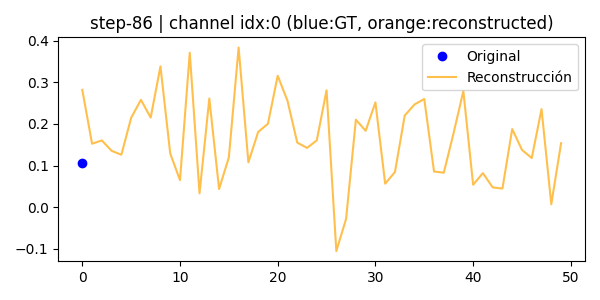 step-86 | channel idx:0 (blue:GT, orange:reconstructed)
Original
Reconstrucción
0.4
0.3
0.2
0.1
0.0
−0.1
0 10 20 30 40 50